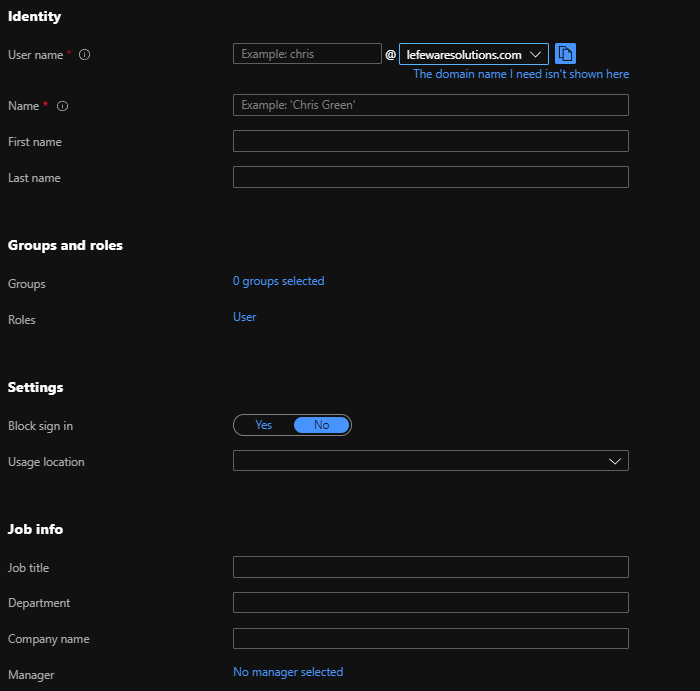 Identity
User name * Example: chris @ lefewaresolutions.com
The domain name I need isn't shown here
Name * Example: 'Chris Green'
First name
Last name
Groups and roles
Groups 0 groups selected
Roles User
Settings
Block sign in Yes No
Usage location
Job info
Job title
Department
Company name
Manager No manager selected